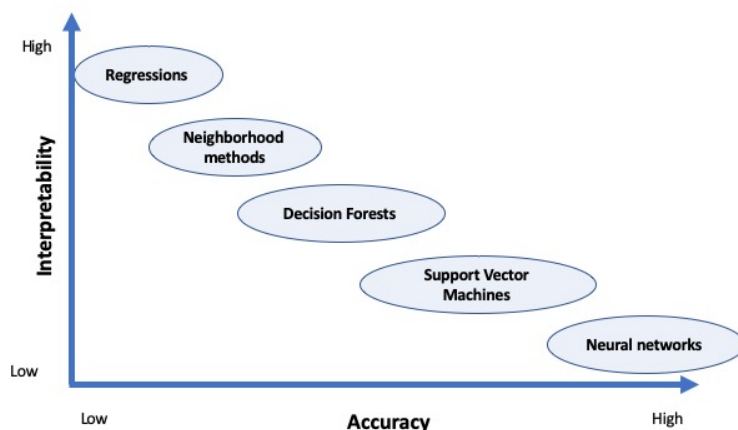 High
Regressions
Neighborhood
methods
Interpretability
Decision Forests
Support Vector
Machines
Neural networks
Low
Low
Accuracy
High